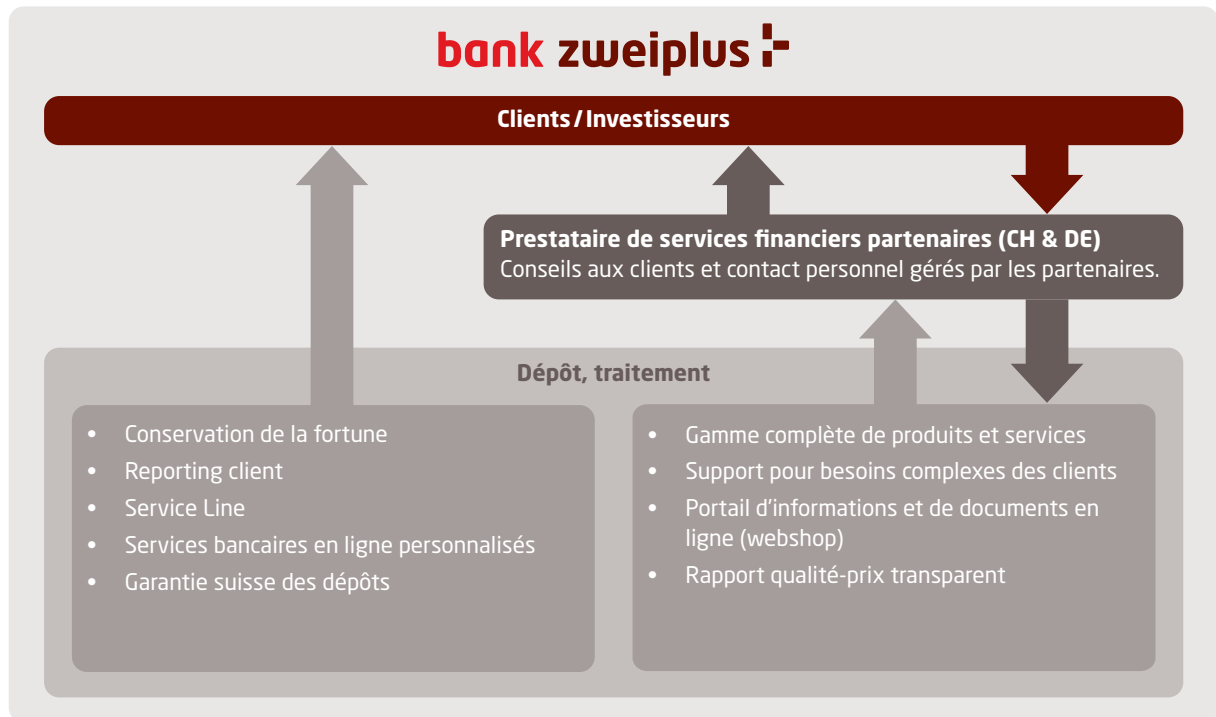 bank zweiplus
Clients/Investisseurs
Prestataire de services financiers partenaires (CH & DE)
Conseils aux clients et contact personnel gérés par les partenaires.
Dépôt, traitement
• Conservation de la fortune
• Reporting client
• Service Line
• Services bancaires en ligne personnalisés
• Garantie suisse des dépôts
• Gamme complète de produits et services
• Support pour besoins complexes des clients
• Portail d'informations et de documents en
ligne (webshop)
• Rapport qualité-prix transparent